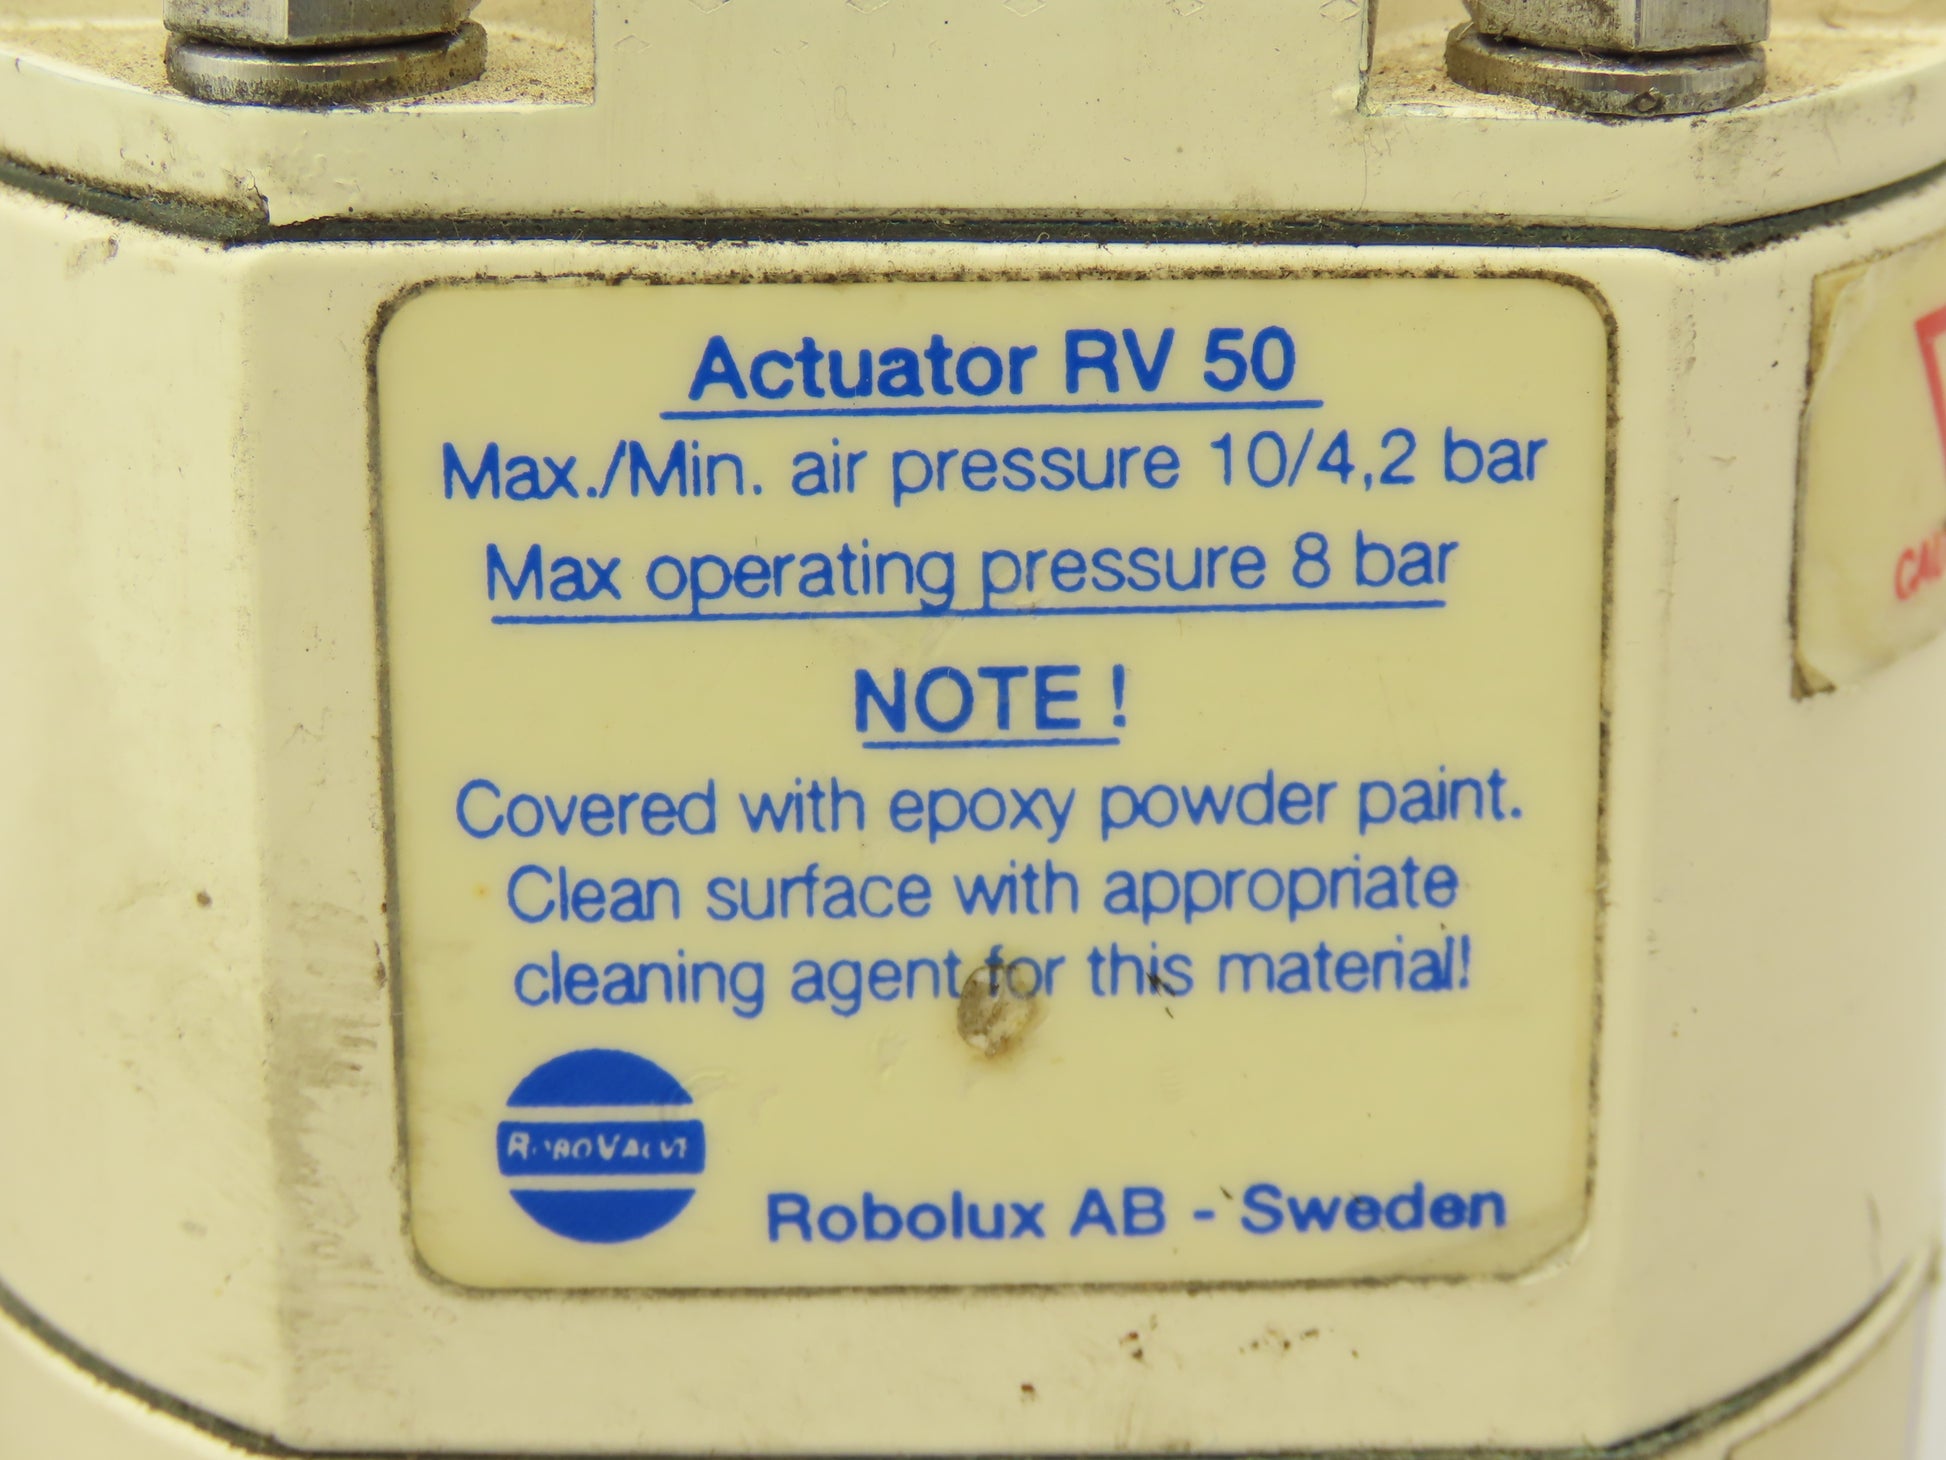 Actuator RV 50
Max./Min. air pressure 10/4,2 bar
Max operating pressure 8 bar
NOTE !
Covered with epoxy powder paint.
Clean surface with appropriate
cleaning agent for this material!
Robolux AB - Sweden